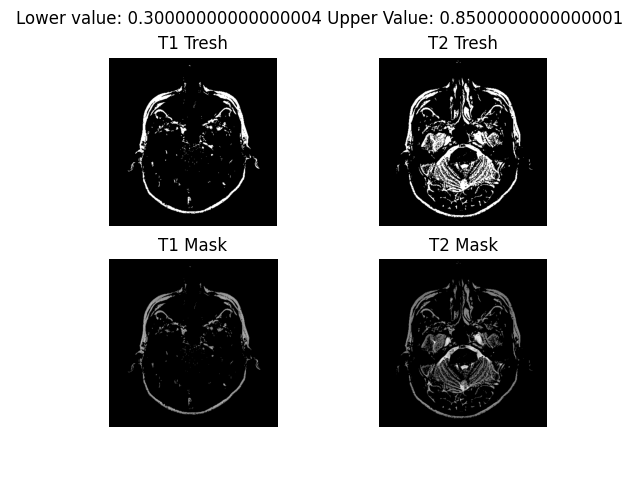 Lower value: 0.30000000000000004 Upper Value: 0.8500000000000001
T1 Tresh
T2 Tresh
T1 Mask
T2 Mask